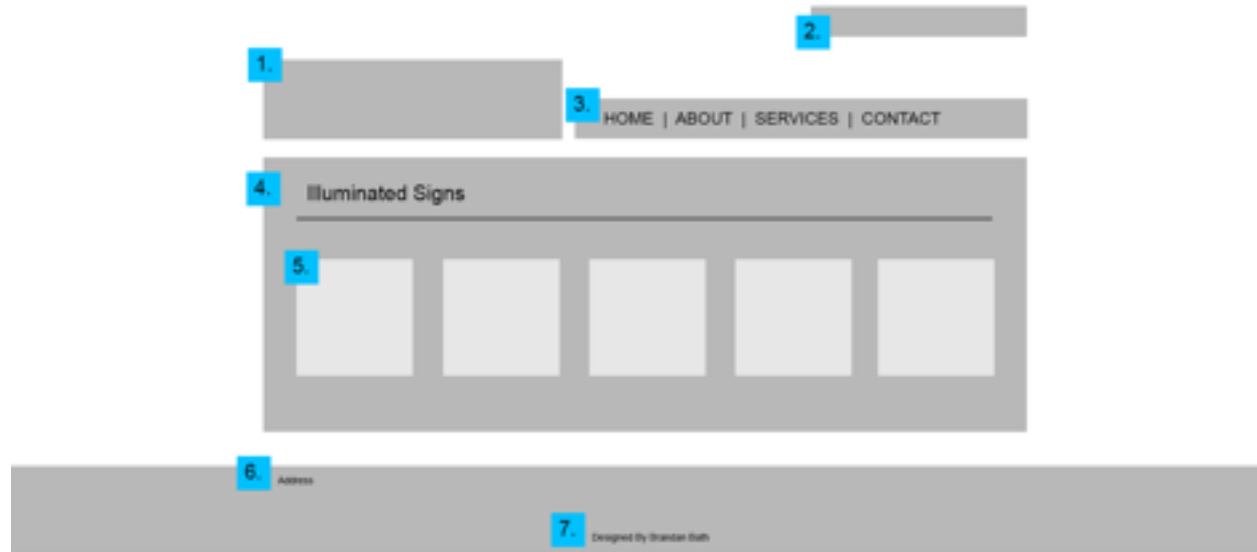 2.
1.
3. HOME | ABOUT | SERVICES | CONTACT
4. Illuminated Signs
5.
6. Address
7. Designed By Brandan Bath